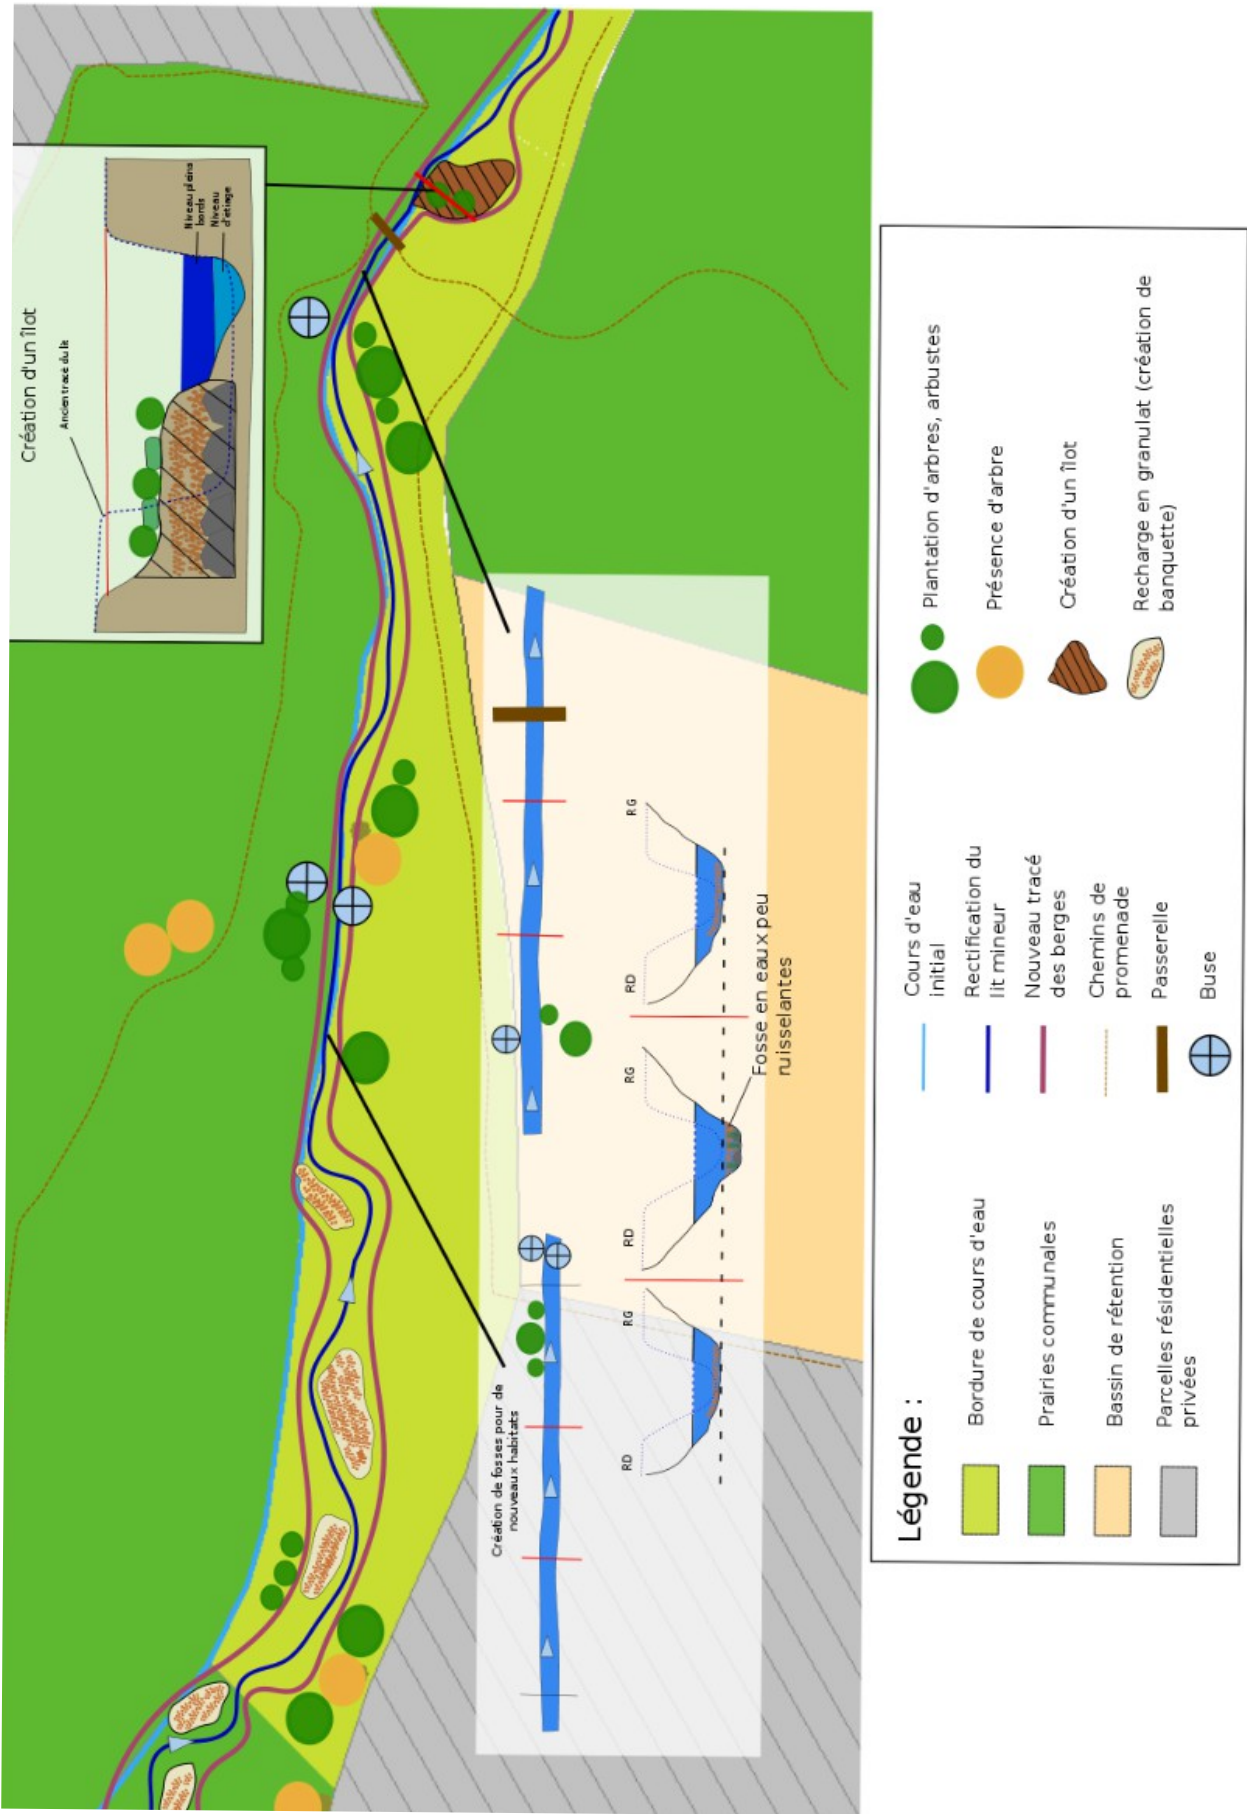 Création d'un îlot
Ancien tracé du lit
Niveau pleins
bords
Niveau
d'étiage
Création de fosses pour de
nouveaux habitats
RD
RG
RD
RG
RD
RG
Fosse en eaux peu
ruisselantes
Légende :
Bordure de cours d'eau
Prairies communales
Bassin de rétention
Parcelles résidentielles
privées
Cours d'eau
initial
Rectification du
lit mineur
Nouveau tracé
des berges
Chemins de
promenade
Passerelle
Buse
Plantation d'arbres, arbustes
Présence d'arbre
Création d'un îlot
Recharge en granulat (création de
banquette)